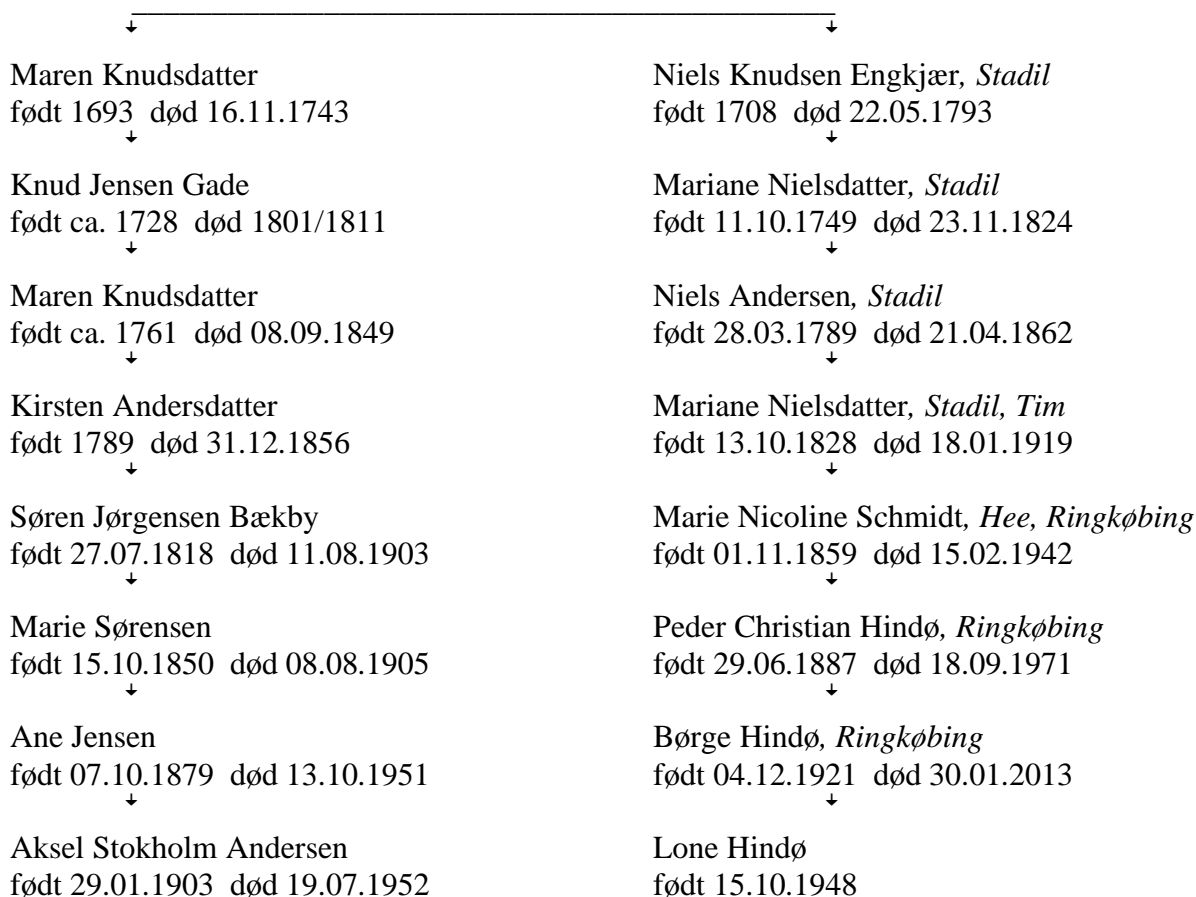 Maren Knudsdatter
født 1693 død 16.11.1743
Knud Jensen Gade
født ca. 1728 død 1801/1811
Maren Knudsdatter
født ca. 1761 død 08.09.1849
Kirsten Andersdatter
født 1789 død 31.12.1856
Søren Jørgensen Bækby
født 27.07.1818 død 11.08.1903
Marie Sørensen
født 15.10.1850 død 08.08.1905
Ane Jensen
født 07.10.1879 død 13.10.1951
Aksel Stokholm Andersen
født 29.01.1903 død 19.07.1952
Niels Knudsen Engkjær, Stadil
født 1708 død 22.05.1793
Mariane Nielsdatter, Stadil
født 11.10.1749 død 23.11.1824
Niels Andersen, Stadil
født 28.03.1789 død 21.04.1862
Mariane Nielsdatter, Stadil, Tim
født 13.10.1828 død 18.01.1919
Marie Nicoline Schmidt, Hee, Ringkøbing
født 01.11.1859 død 15.02.1942
Peder Christian Hindø, Ringkøbing
født 29.06.1887 død 18.09.1971
Børge Hindø, Ringkøbing
født 04.12.1921 død 30.01.2013
Lone Hindø
født 15.10.1948